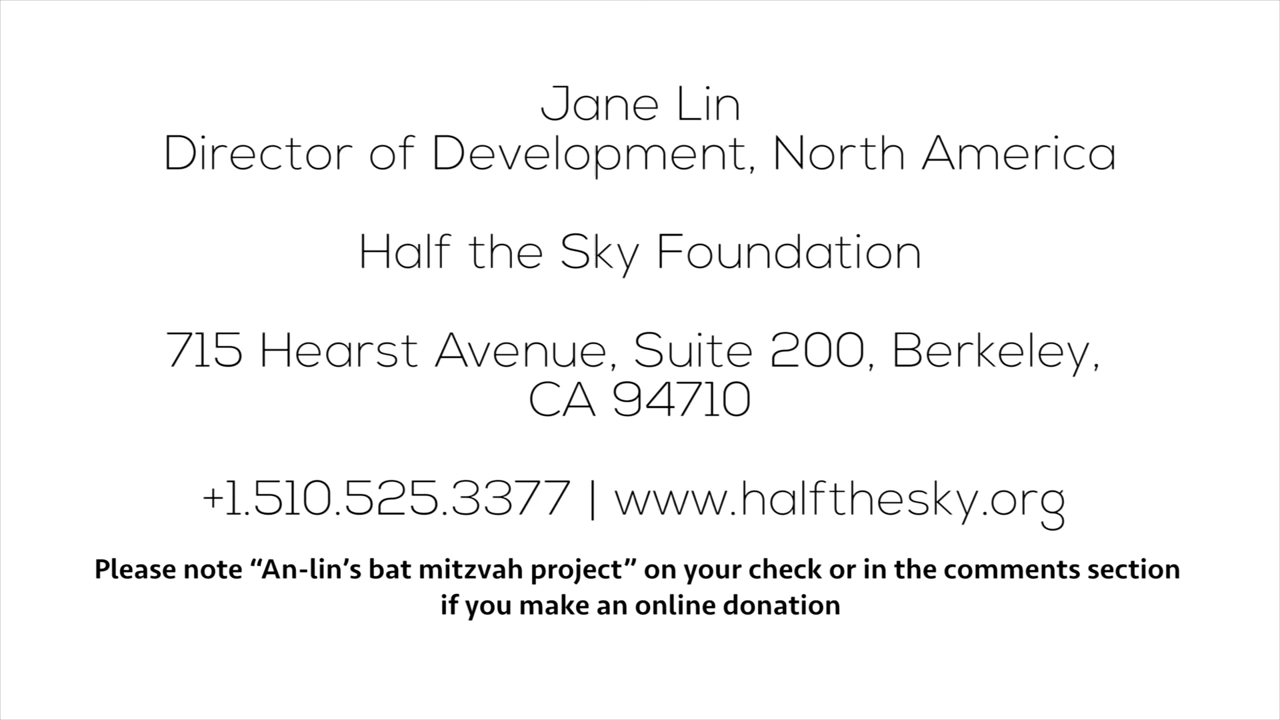 Jane Lin
Director of Development, North America
Half the Sky Foundation
715 Hearst Avenue, Suite 200, Berkeley,
CA 94710
+1.510.525.3377 | www.halfthesky.org
Please note “An-lin’s bat mitzvah project” on your check or in the comments section
if you make an online donation